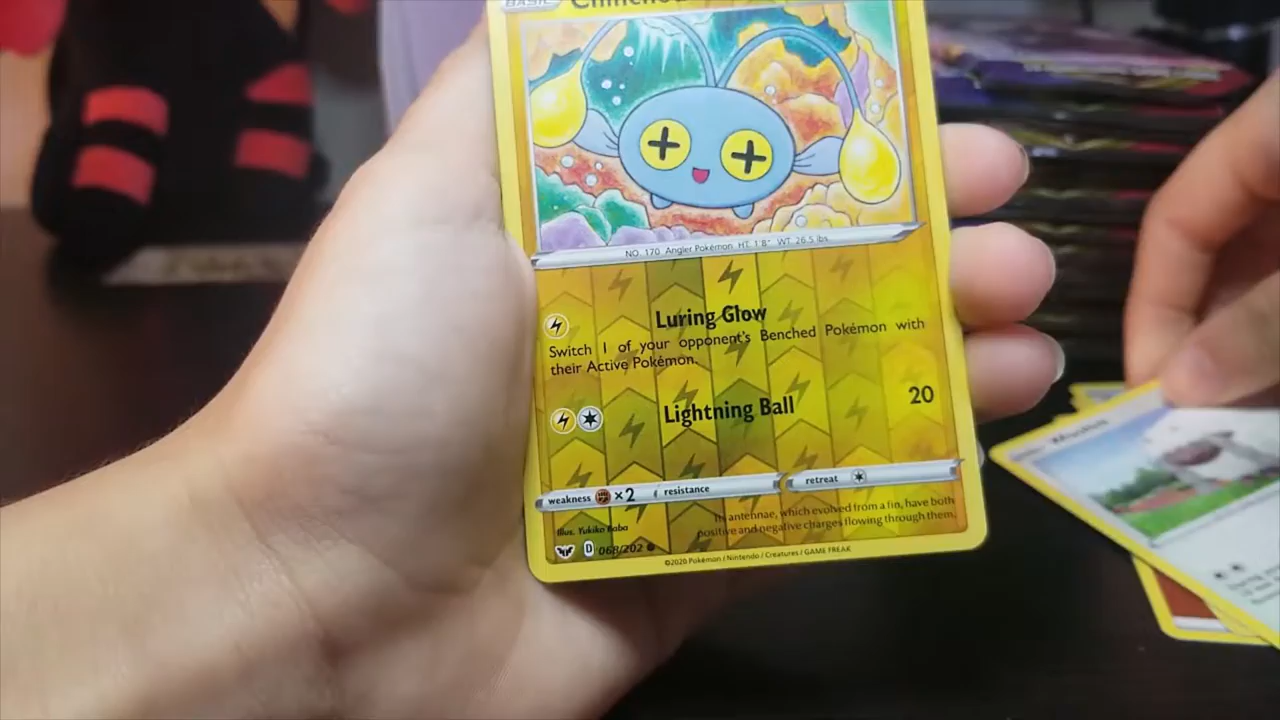 BASIC Chinchou
NO. 170 Angler Pokémon HT. 1'8" WT. 26.5 lbs
Luring Glow
Switch 1 of your opponent's Benched Pokémon with
their Active Pokémon.
Lightning Ball 20
weakness ×2 resistance retreat
Its antennae, which evolved from a fin, have both
positive and negative charges flowing through them.
Illus. Yukiko Baba
D 068/202
©2020 Pokémon / Nintendo / Creatures / GAME FREAK